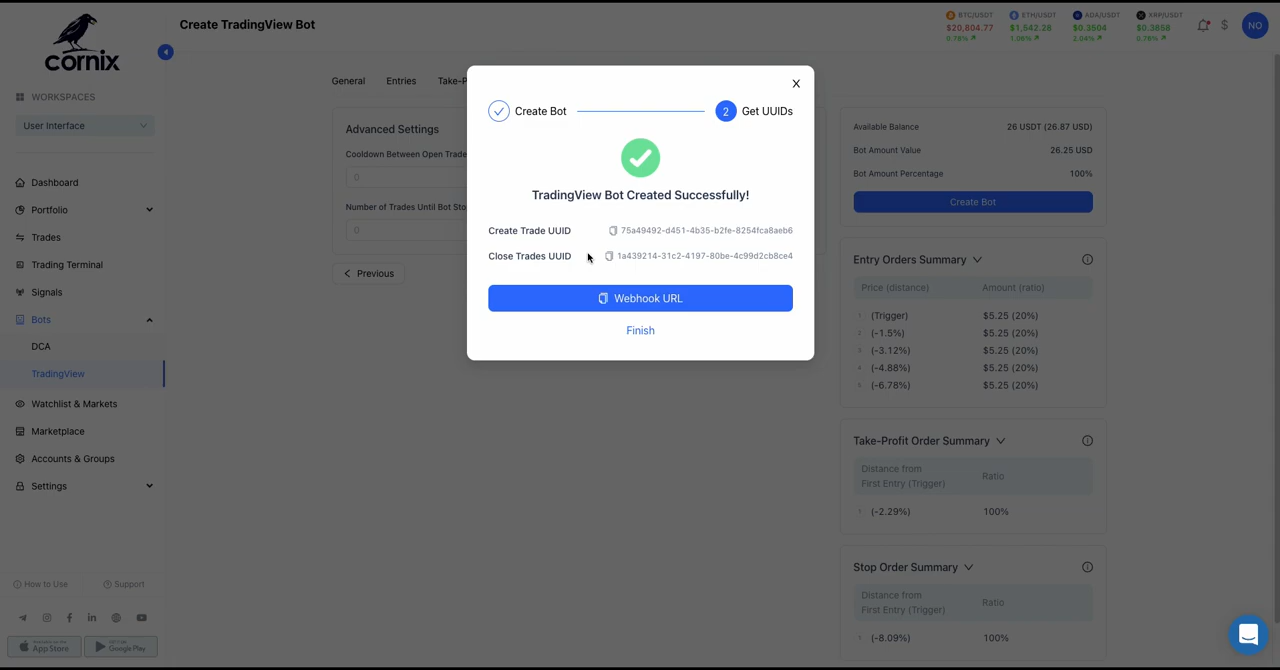 cornix
Create TradingView Bot
BTC/USDT
$20,804.77
0.78%
ETH/USDT
$1,542.28
1.06%
ADA/USDT
$0.3504
2.04%
XRP/USDT
$0.3858
0.76%
$
NO
WORKSPACES
User Interface
Dashboard
Portfolio
Trades
Trading Terminal
Signals
Bots
DCA
TradingView
Watchlist & Markets
Marketplace
Accounts & Groups
Settings
How to Use
Support
App Store
Google Play
General
Entries
Take-P
Advanced Settings
Cooldown Between Open Trade
0
Number of Trades Until Bot Sto
0
Previous
X
Create Bot
2
Get UUIDs
TradingView Bot Created Successfully!
Create Trade UUID
75a49492-d451-4b35-b2fe-8254fca8aeb6
Close Trades UUID
1a439214-31c2-4197-80be-4c99d2cb8ce4
Webhook URL
Finish
Available Balance
26 USDT (26.87 USD)
Bot Amount Value
26.25 USD
Bot Amount Percentage
100%
Create Bot
Entry Orders Summary
Price (distance)
Amount (ratio)
(Trigger)
$5.25 (20%)
(-1.5%)
$5.25 (20%)
(-3.12%)
$5.25 (20%)
(-4.88%)
$5.25 (20%)
(-6.78%)
$5.25 (20%)
Take-Profit Order Summary
Distance from
First Entry (Trigger)
Ratio
(-2.29%)
100%
Stop Order Summary
Distance from
First Entry (Trigger)
Ratio
(-8.09%)
100%